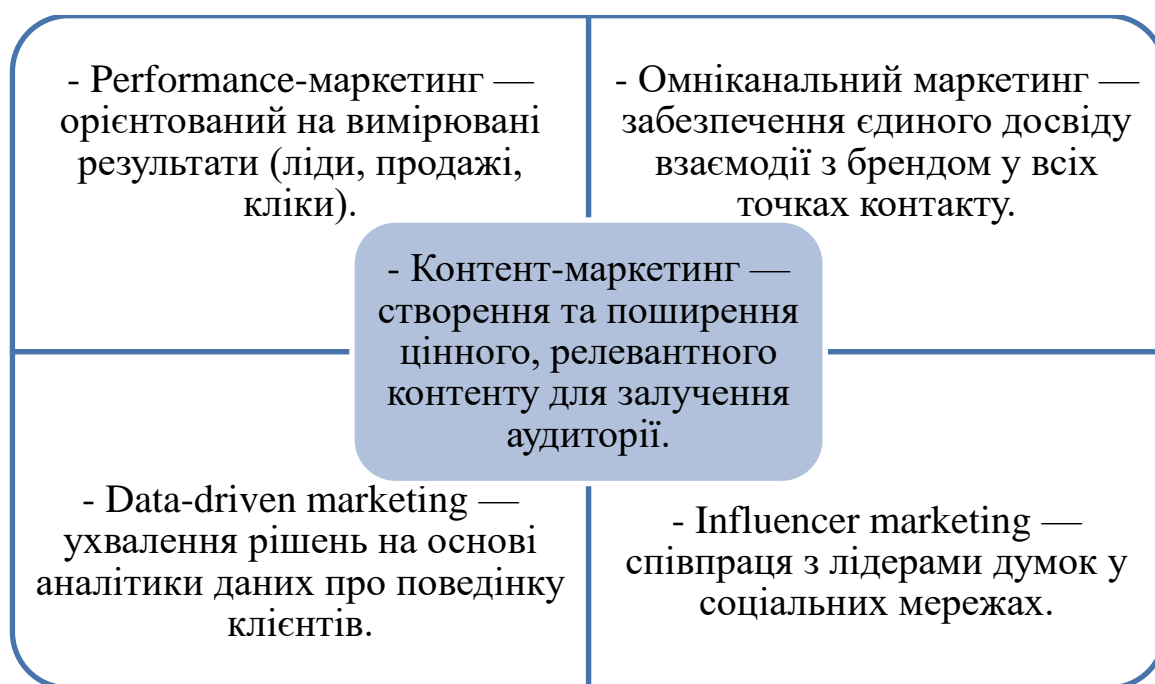 - Performance-маркетинг —
орієнтований на вимірювані
результати (ліди, продажі,
кліки).
- Омніканальний маркетинг —
забезпечення єдиного досвіду
взаємодії з брендом у всіх
точках контакту.
- Контент-маркетинг —
створення та поширення
цінного, релевантного
контенту для залучення
аудиторії.
- Data-driven marketing —
ухвалення рішень на основі
аналітики даних про поведінку
клієнтів.
- Influencer marketing —
співпраця з лідерами думок у
соціальних мережах.